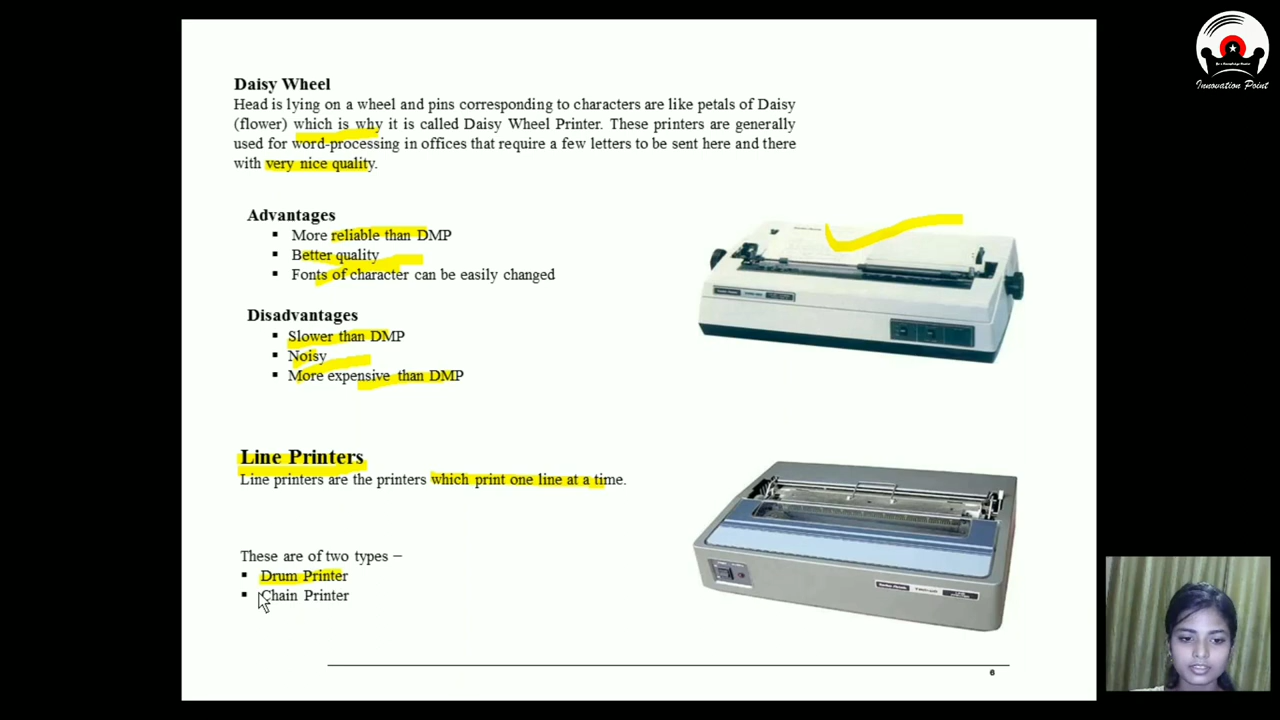 Daisy Wheel
Head is lying on a wheel and pins corresponding to characters are like petals of Daisy
(flower) which is why it is called Daisy Wheel Printer. These printers are generally
used for word-processing in offices that require a few letters to be sent here and there
with very nice quality.
Advantages
▪ More reliable than DMP
▪ Better quality
▪ Fonts of character can be easily changed
Disadvantages
▪ Slower than DMP
▪ Noisy
▪ More expensive than DMP
Line Printers
Line printers are the printers which print one line at a time.
These are of two types –
▪ Drum Printer
▪ Chain Printer
6
Innovation Point